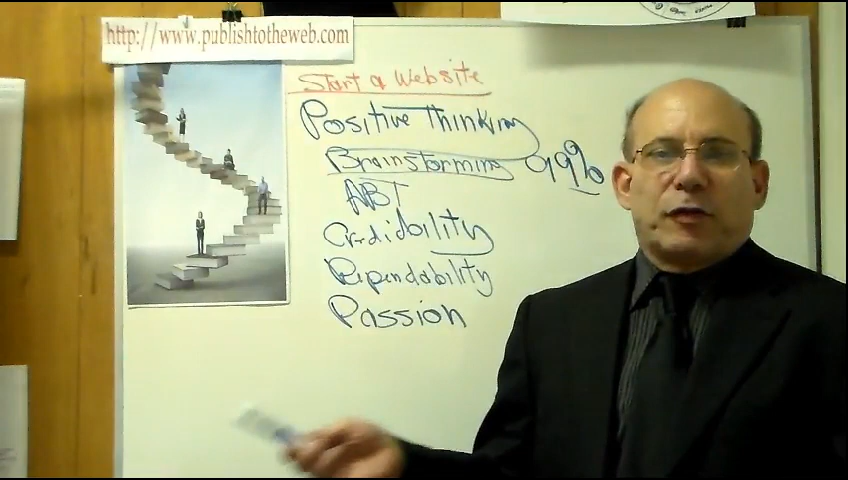 http://www.publishtotheweb.com
Start a Website
Positive Thinking
Brainstorming 99%
ABT
Credibility
Dependability
Passion